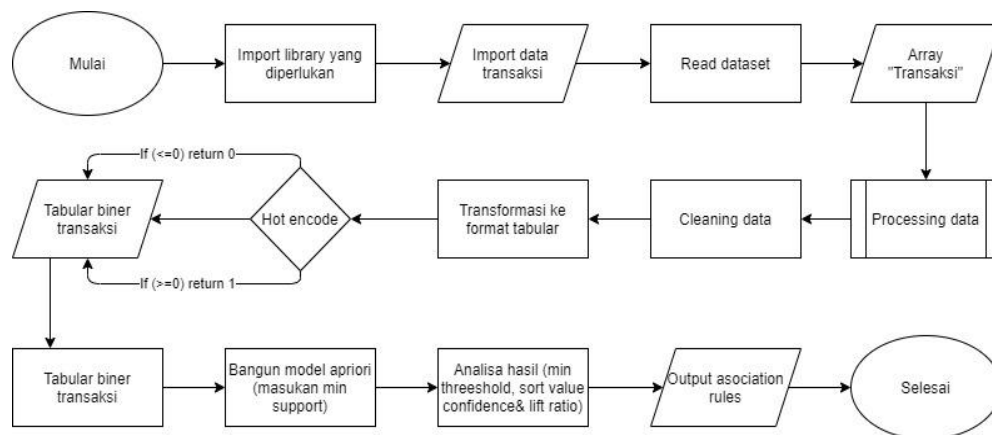 Mulai
Import library yang
diperlukan
Import data
transaksi
Read dataset
Array
"Transaksi"
If (<=0) return 0
Tabular biner
transaksi
Hot encode
Transformasi ke
format tabular
Cleaning data
Processing data
If (>=0) return 1
Tabular biner
transaksi
Bangun model apriori
(masukan min
support)
Analisa hasil (min
threeshold, sort value
confidence& lift ratio)
Output asociation
rules
Selesai